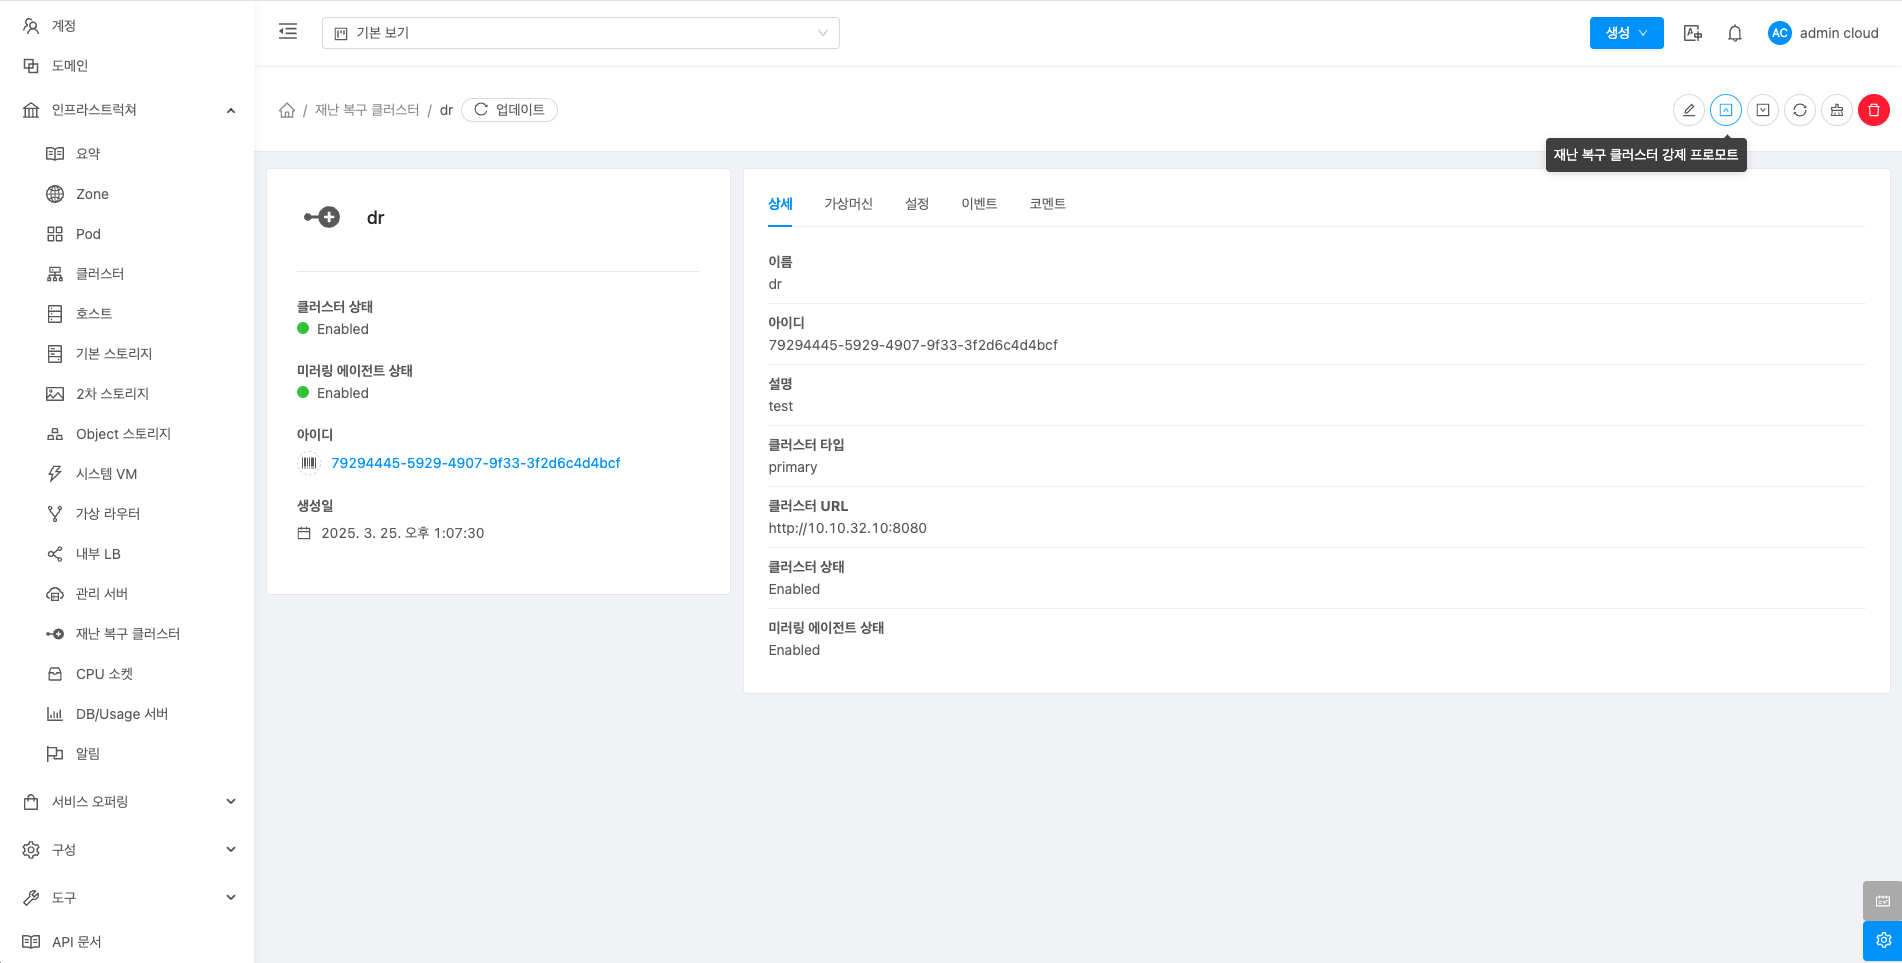 계정
도메인
인프라스트럭쳐
요약
Zone
Pod
클러스터
호스트
기본 스토리지
2차 스토리지
Object 스토리지
시스템 VM
가상 라우터
내부 LB
관리 서버
재난 복구 클러스터
CPU 소켓
DB/Usage 서버
알림
서비스 오퍼링
구성
도구
API 문서
기본 보기
생성
AC admin cloud
/ 재난 복구 클러스터 / dr 업데이트
재난 복구 클러스터 강제 프로모트
dr
클러스터 상태
Enabled
미러링 에이전트 상태
Enabled
아이디
79294445-5929-4907-9f33-3f2d6c4d4bcf
생성일
2025. 3. 25. 오후 1:07:30
상세 가상머신 설정 이벤트 코멘트
이름
dr
아이디
79294445-5929-4907-9f33-3f2d6c4d4bcf
설명
test
클러스터 타입
primary
클러스터 URL
http://10.10.32.10:8080
클러스터 상태
Enabled
미러링 에이전트 상태
Enabled